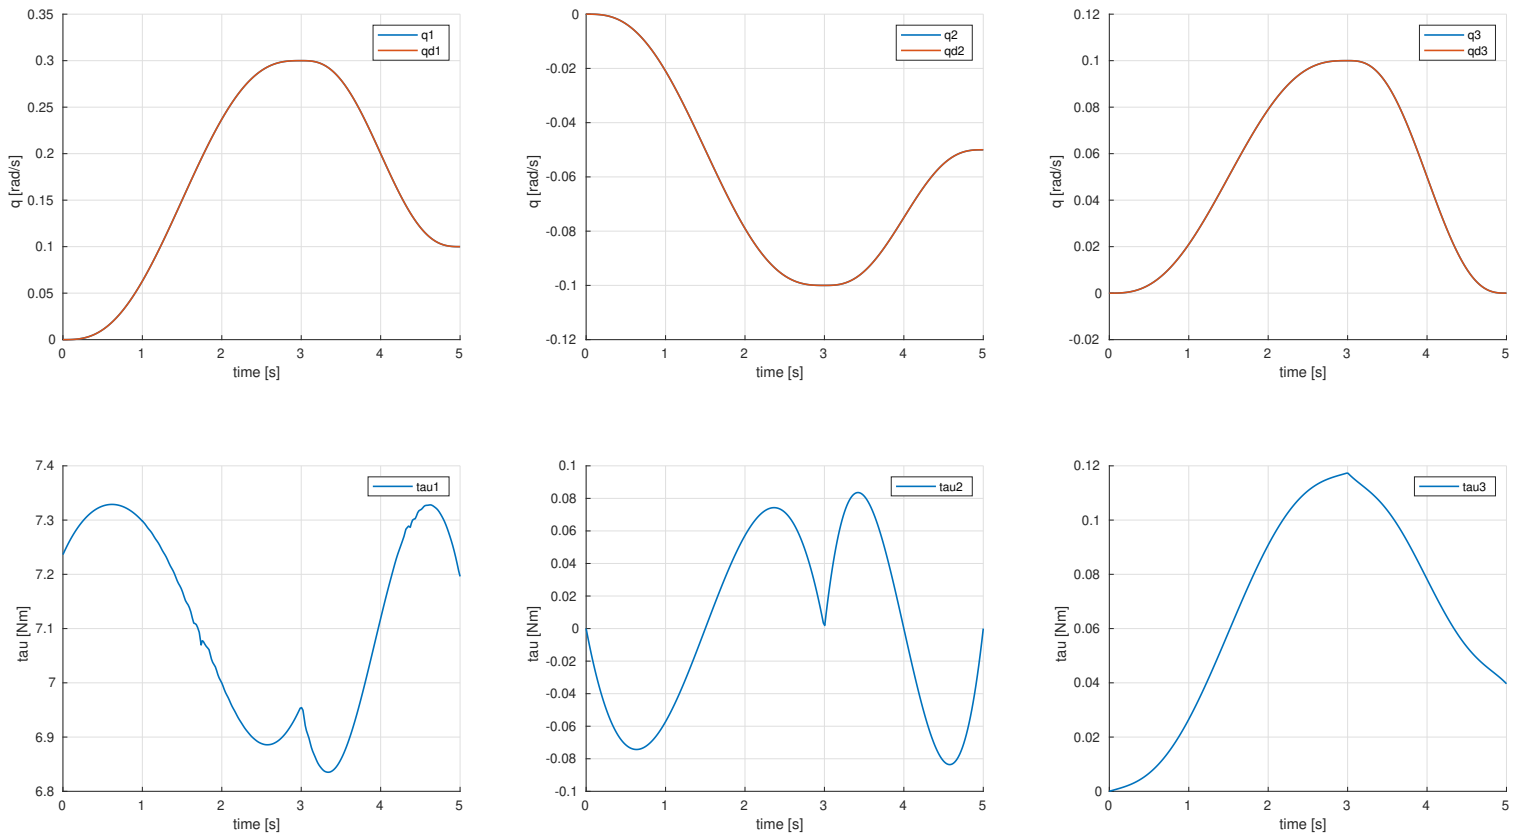 0.35
0.3
0.25
0.2
0.15
0.1
0.05
0
q [rad/s]
q1
qd1
0 1 2 3 4 5
time [s]
0
-0.02
-0.04
-0.06
-0.08
-0.1
-0.12
q [rad/s]
q2
qd2
0 1 2 3 4 5
time [s]
0.12
0.1
0.08
0.06
0.04
0.02
0
-0.02
q [rad/s]
q3
qd3
0 1 2 3 4 5
time [s]
7.4
7.3
7.2
7.1
7
6.9
6.8
tau [Nm]
tau1
0 1 2 3 4 5
time [s]
0.1
0.08
0.06
0.04
0.02
0
-0.02
-0.04
-0.06
-0.08
-0.1
tau [Nm]
tau2
0 1 2 3 4 5
time [s]
0.12
0.1
0.08
0.06
0.04
0.02
0
tau [Nm]
tau3
0 1 2 3 4 5
time [s]